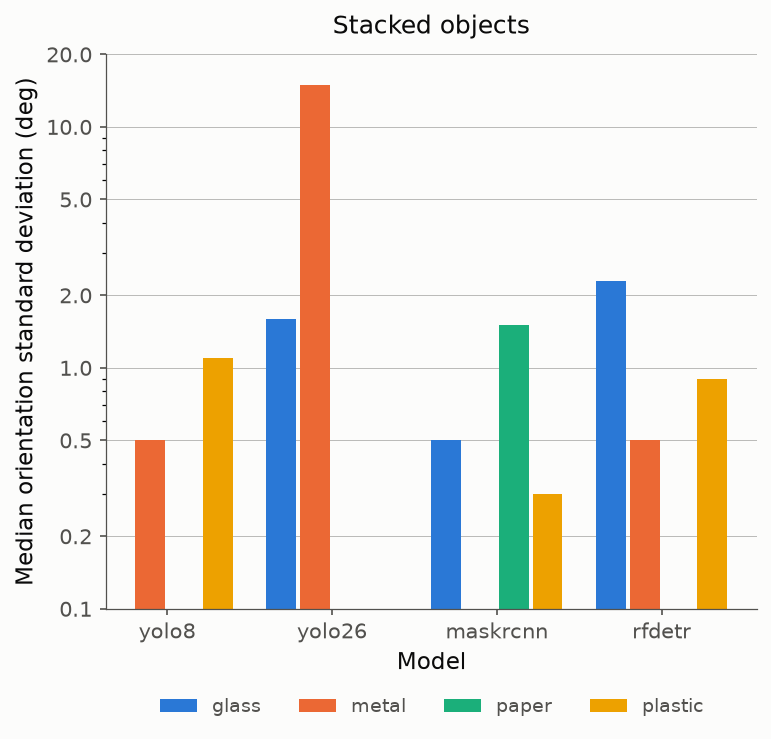 Stacked objects
Median orientation standard deviation (deg)
20.0
10.0
5.0
2.0
1.0
0.5
0.2
0.1
yolo8 yolo26 maskrcnn rfdetr
Model
glass metal paper plastic